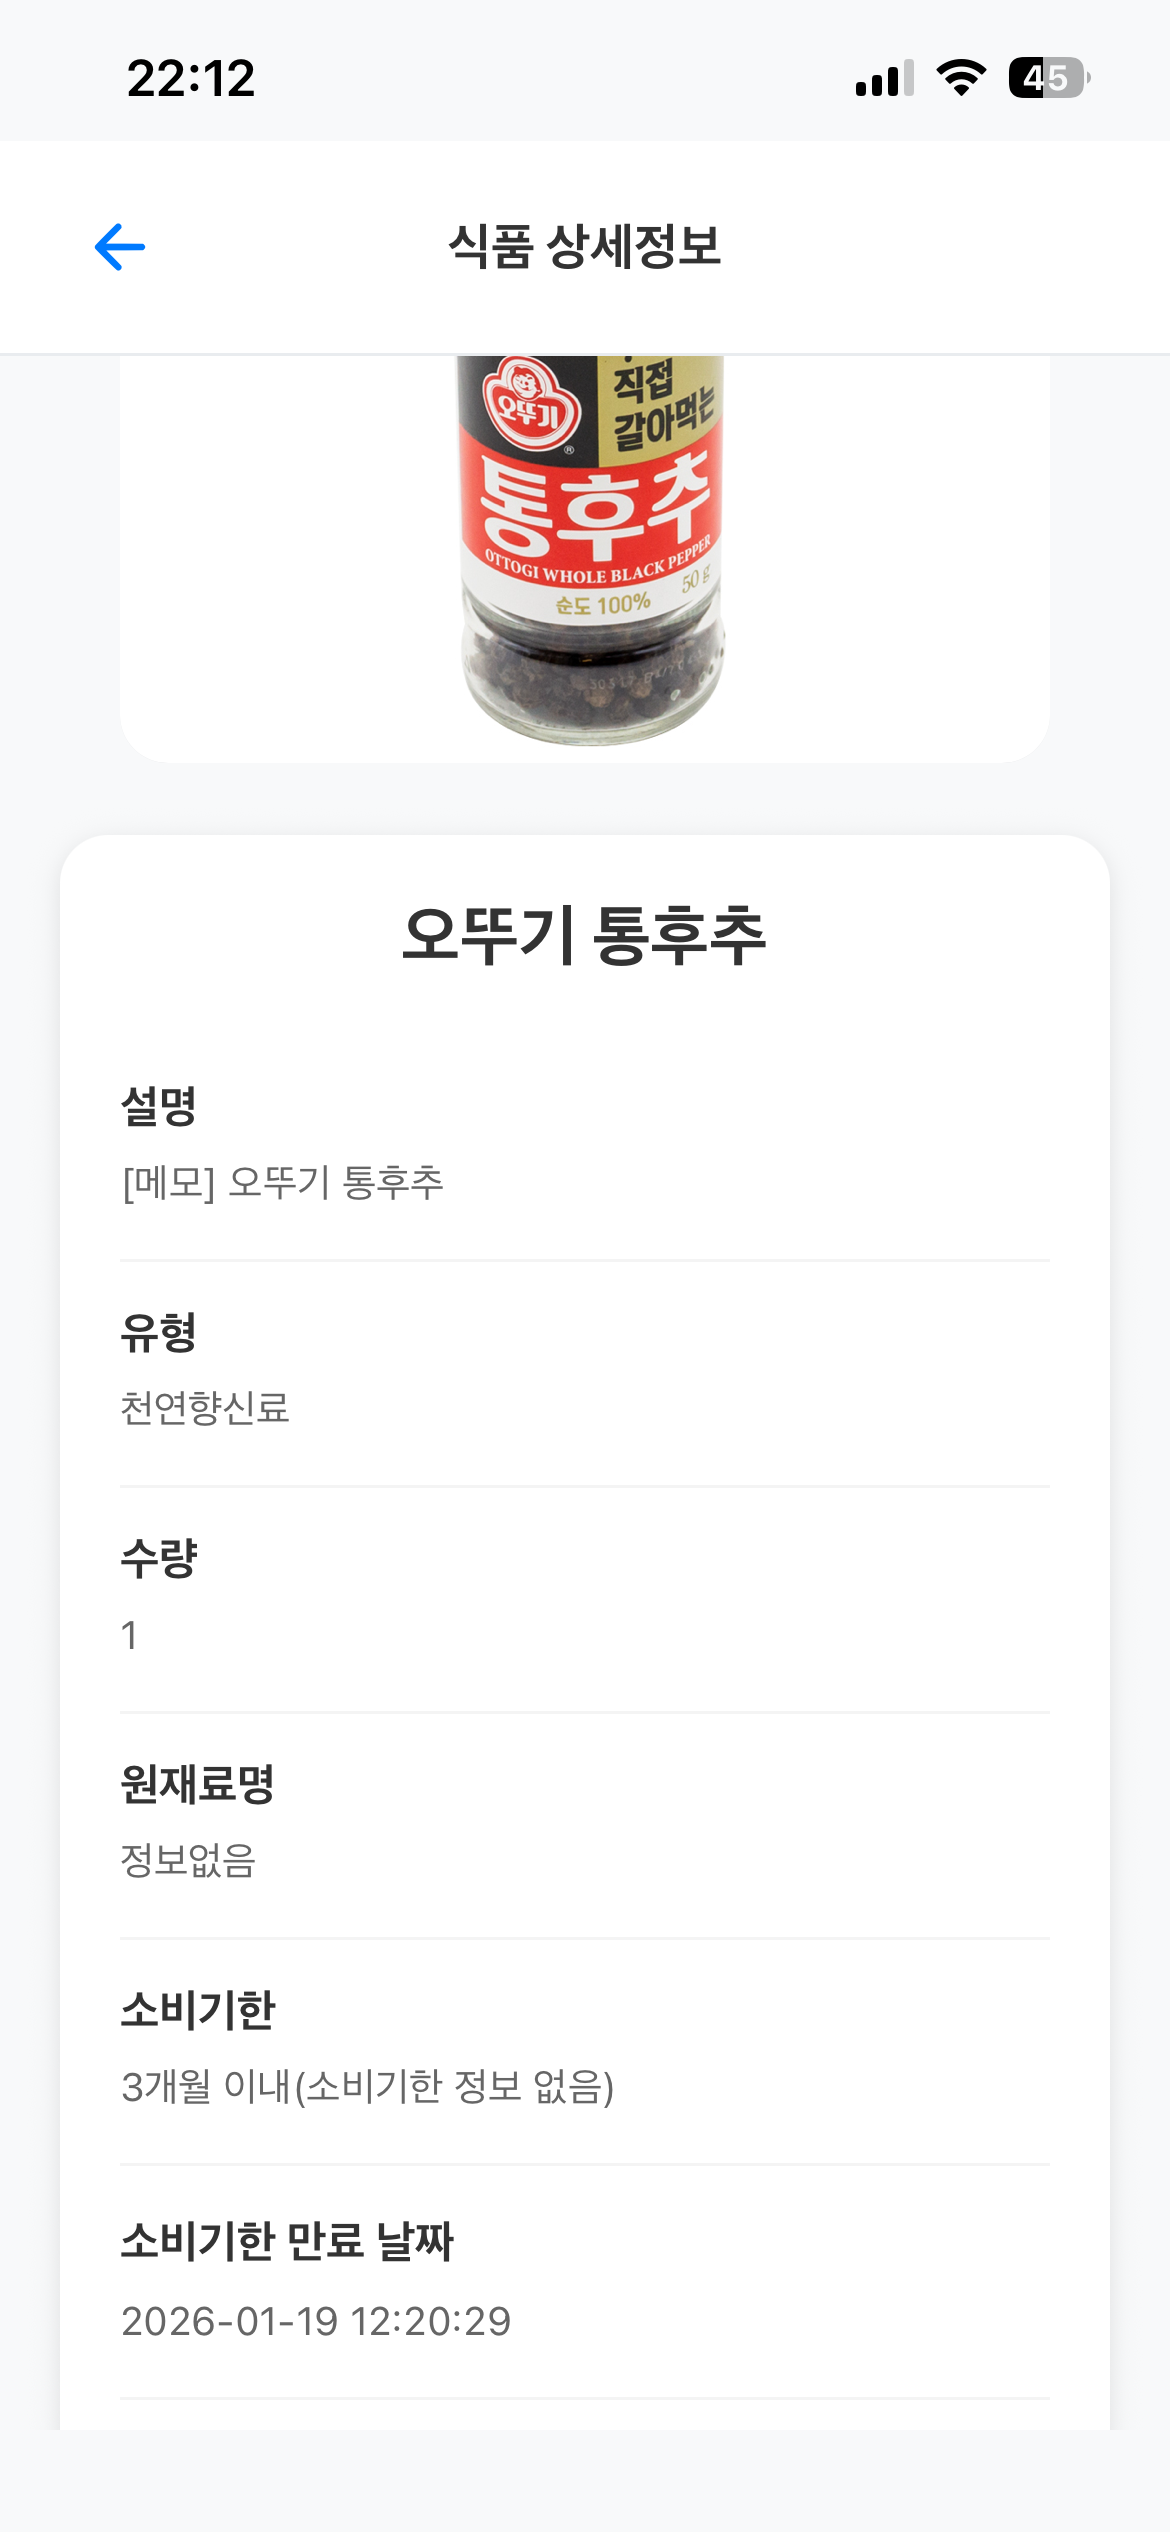 22:12
45
식품 상세정보
오뚜기
®
직접
갈아먹는
통후추
OTTOGI WHOLE BLACK PEPPER
50 g
순도 100%
오뚜기 통후추
설명
[메모] 오뚜기 통후추
유형
천연향신료
수량
1
원재료명
정보없음
소비기한
3개월 이내(소비기한 정보 없음)
소비기한 만료 날짜
2026-01-19 12:20:29